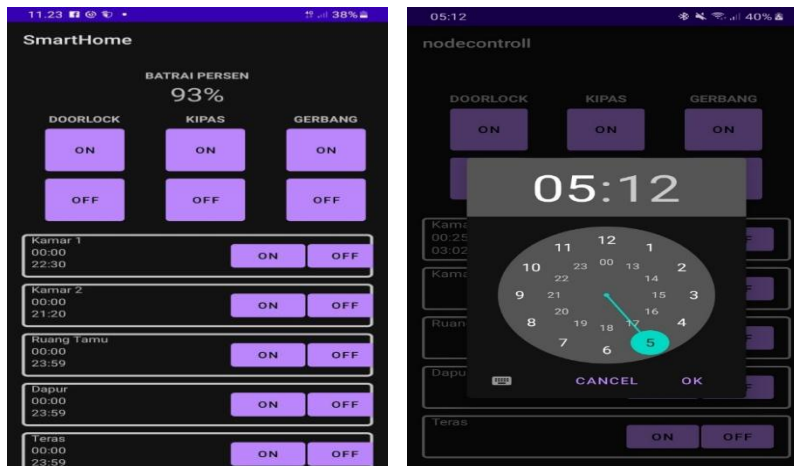 11.23
38%
SmartHome
BATRAI PERSEN
93%
DOORLOCK KIPAS GERBANG
ON ON ON
OFF OFF OFF
Kamar 1
00:00
22:30
ON OFF
Kamar 2
00:00
21:20
ON OFF
Ruang Tamu
00:00
23:59
ON OFF
Dapur
00:00
23:59
ON OFF
Teras
00:00
23:59
ON OFF
05:12
40%
nodecontroll
DOORLOCK KIPAS GERBANG
ON ON ON
05:12
00:25
03:02
12
11 1
10 23 00 13 2
22 14
9 21 15 3
20 16
8 19 18 17 4
7 6 5
CANCEL OK
Dapu
Teras
ON OFF